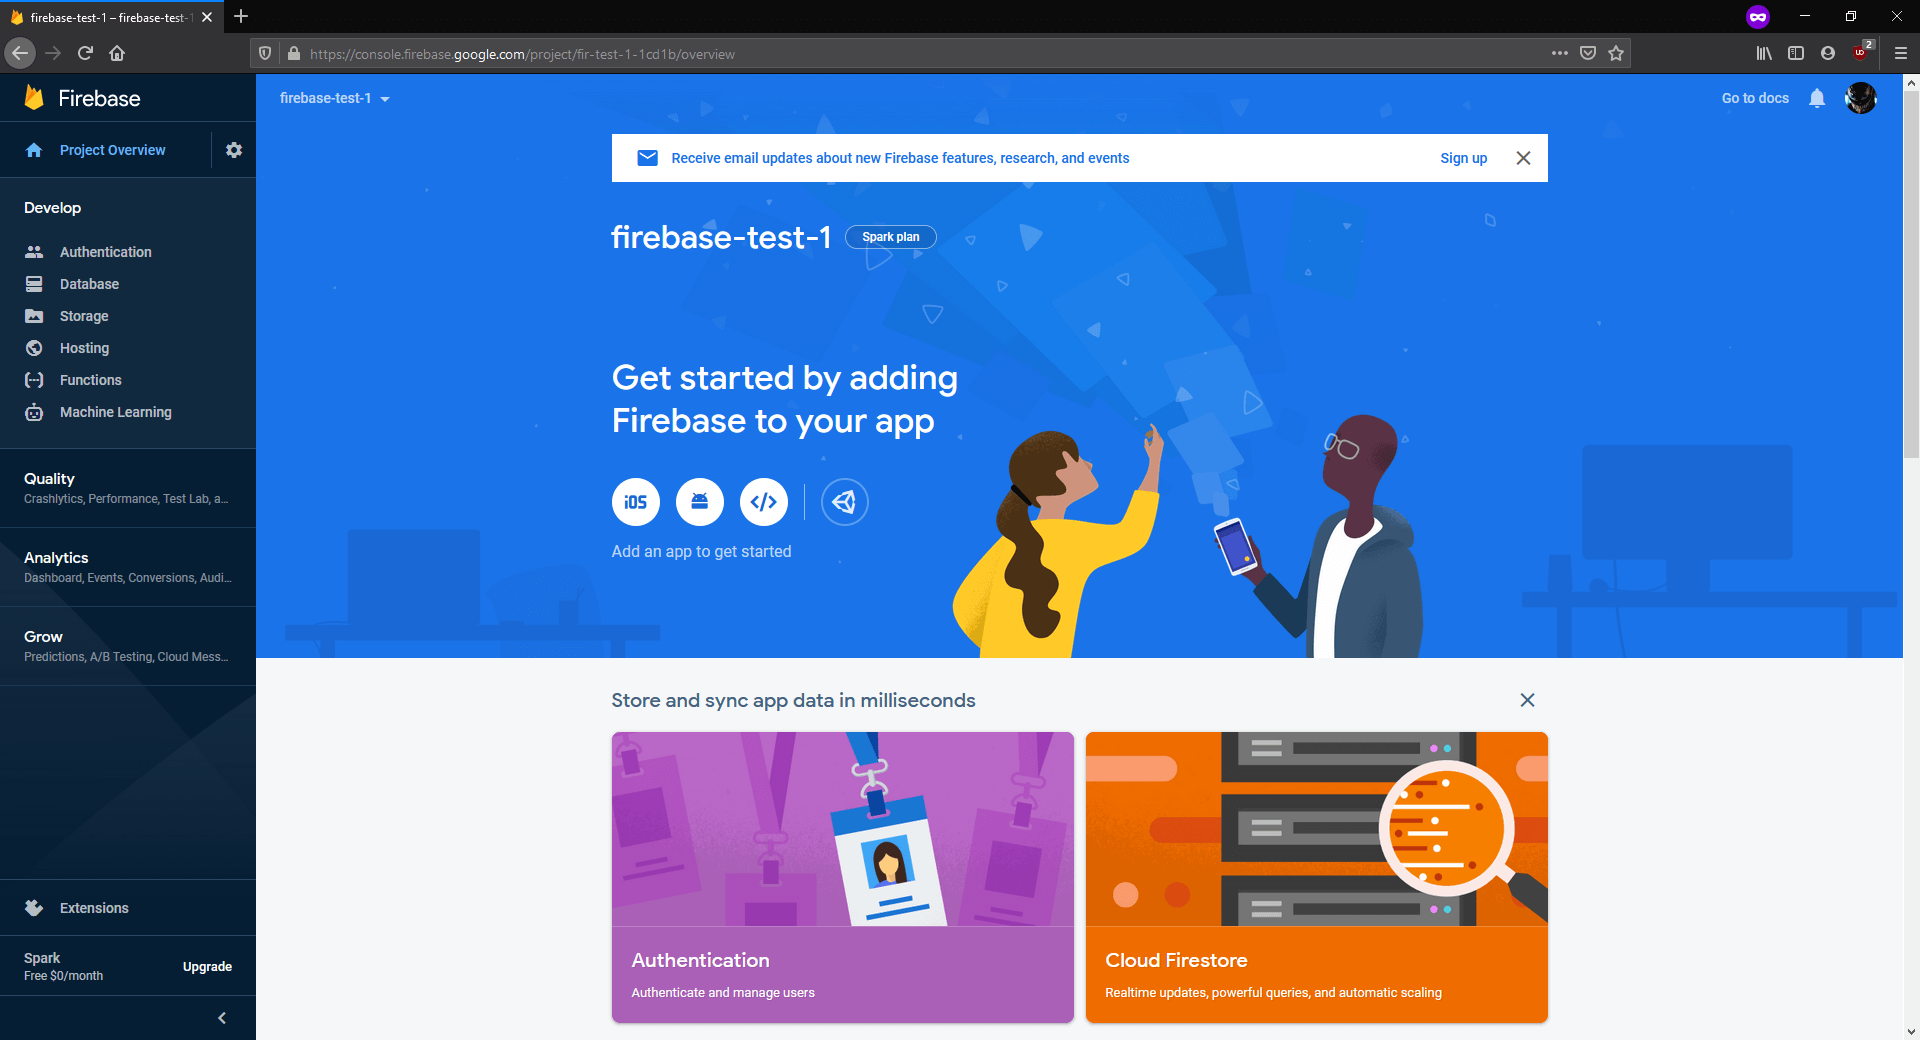 firebase-test-1 – firebase-test-1
https://console.firebase.google.com/project/fir-test-1-1cd1b/overview
2
Firebase
Project Overview
Develop
Authentication
Database
Storage
Hosting
Functions
Machine Learning
Quality
Crashlytics, Performance, Test Lab, a...
Analytics
Dashboard, Events, Conversions, Audi...
Grow
Predictions, A/B Testing, Cloud Mess...
Extensions
Spark
Free $0/month
Upgrade
firebase-test-1
Go to docs
Receive email updates about new Firebase features, research, and events
Sign up
firebase-test-1
Spark plan
Get started by adding
Firebase to your app
iOS
Add an app to get started
Store and sync app data in milliseconds
Authentication
Authenticate and manage users
Cloud Firestore
Realtime updates, powerful queries, and automatic scaling